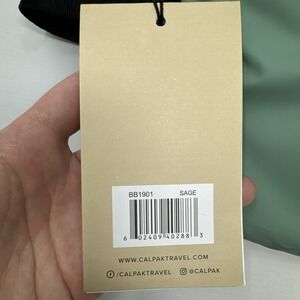 BB1901 SAGE
6 02409 40288 3
WWW.CALPAKTRAVEL.COM
/CALPAKTRAVEL @CALPAK